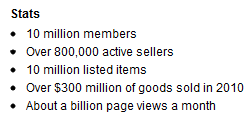 Stats
• 10 million members
• Over 800,000 active sellers
• 10 million listed items
• Over $300 million of goods sold in 2010
• About a billion page views a month